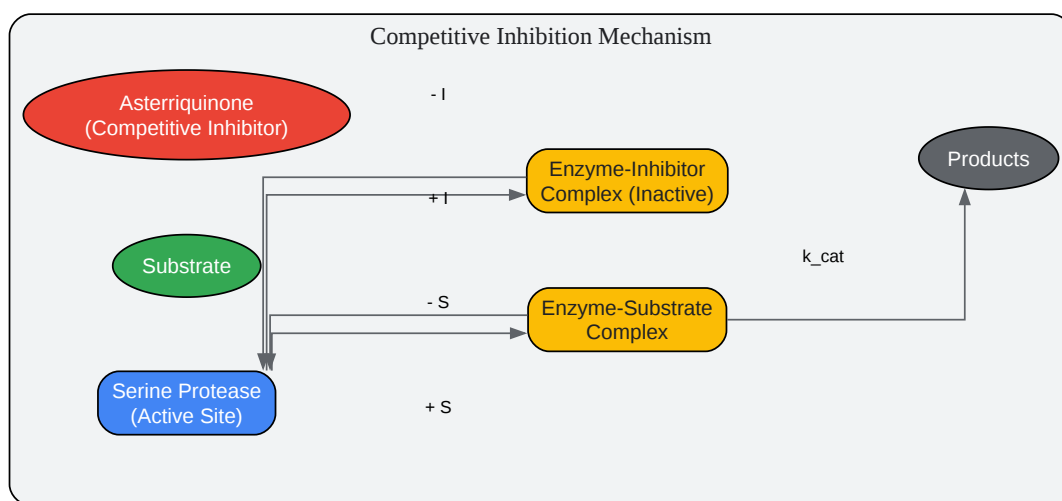 Competitive Inhibition Mechanism
Asterriquinone
(Competitive Inhibitor)
- I
Enzyme-Inhibitor
Complex (Inactive)
Products
+ I
Substrate
k_cat
- S
Enzyme-Substrate
Complex
Serine Protease
(Active Site)
+ S